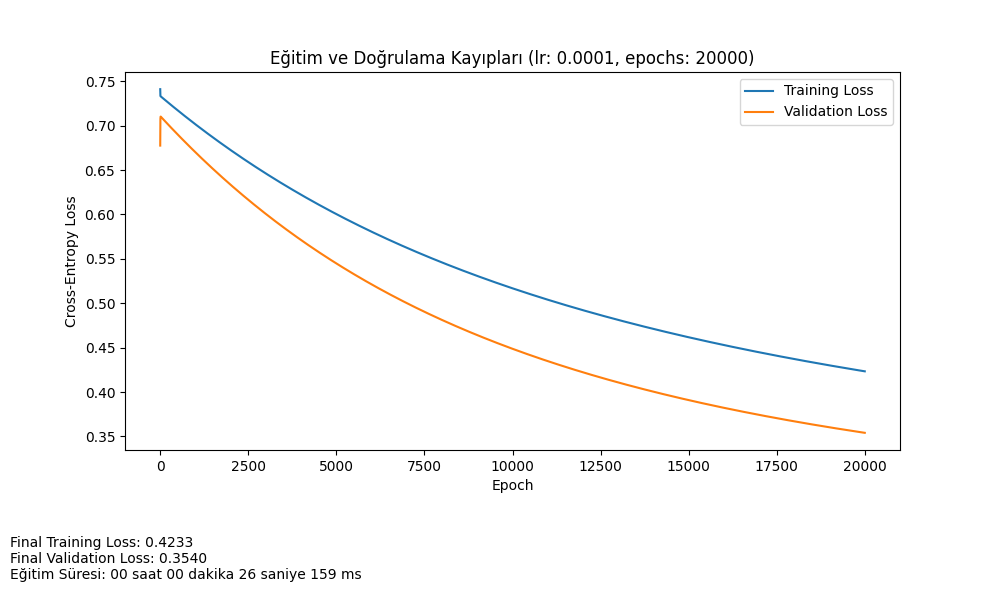 Eğitim ve Doğrulama Kayıpları (lr: 0.0001, epochs: 20000)
Training Loss
Validation Loss
Cross-Entropy Loss
0.75
0.70
0.65
0.60
0.55
0.50
0.45
0.40
0.35
0 2500 5000 7500 10000 12500 15000 17500 20000
Epoch
Final Training Loss: 0.4233
Final Validation Loss: 0.3540
Eğitim Süresi: 00 saat 00 dakika 26 saniye 159 ms